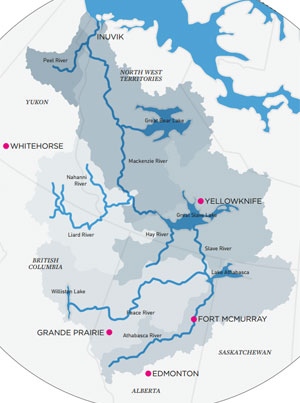 INUVIK
Peel River
NORTH WEST
TERRITORIES
YUKON
Great Bear Lake
WHITEHORSE
Mackenzie River
Nahanni
River
YELLOWKNIFE
Great Slave Lake
Liard River
Hay River
Slave River
BRITISH
COLUMBIA
Lake Athabasca
Williston Lake
Peace River
FORT MCMURRAY
GRANDE PRAIRIE
Athabasca River
SASKATCHEWAN
EDMONTON
ALBERTA